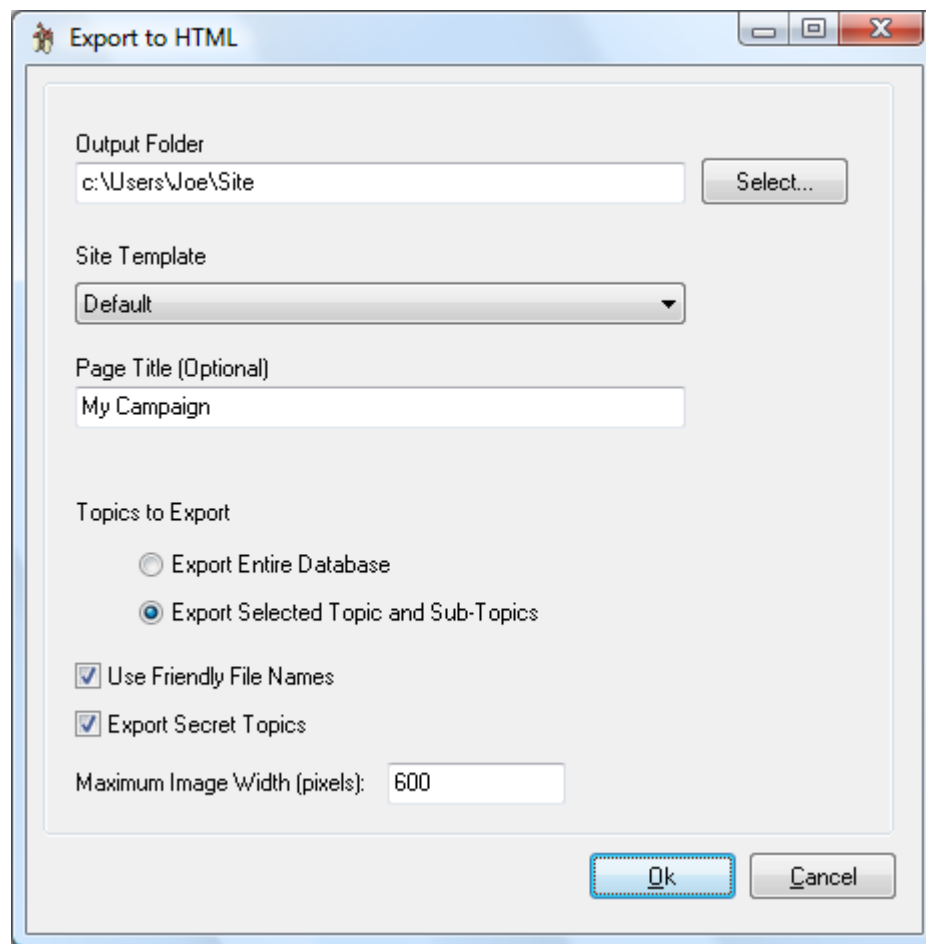 Export to HTML
Output Folder
c:\Users\Joe\Site
Select...
Site Template
Default
Page Title (Optional)
My Campaign
Topics to Export
Export Entire Database
Export Selected Topic and Sub-Topics
Use Friendly File Names
Export Secret Topics
Maximum Image Width (pixels): 600
Ok Cancel